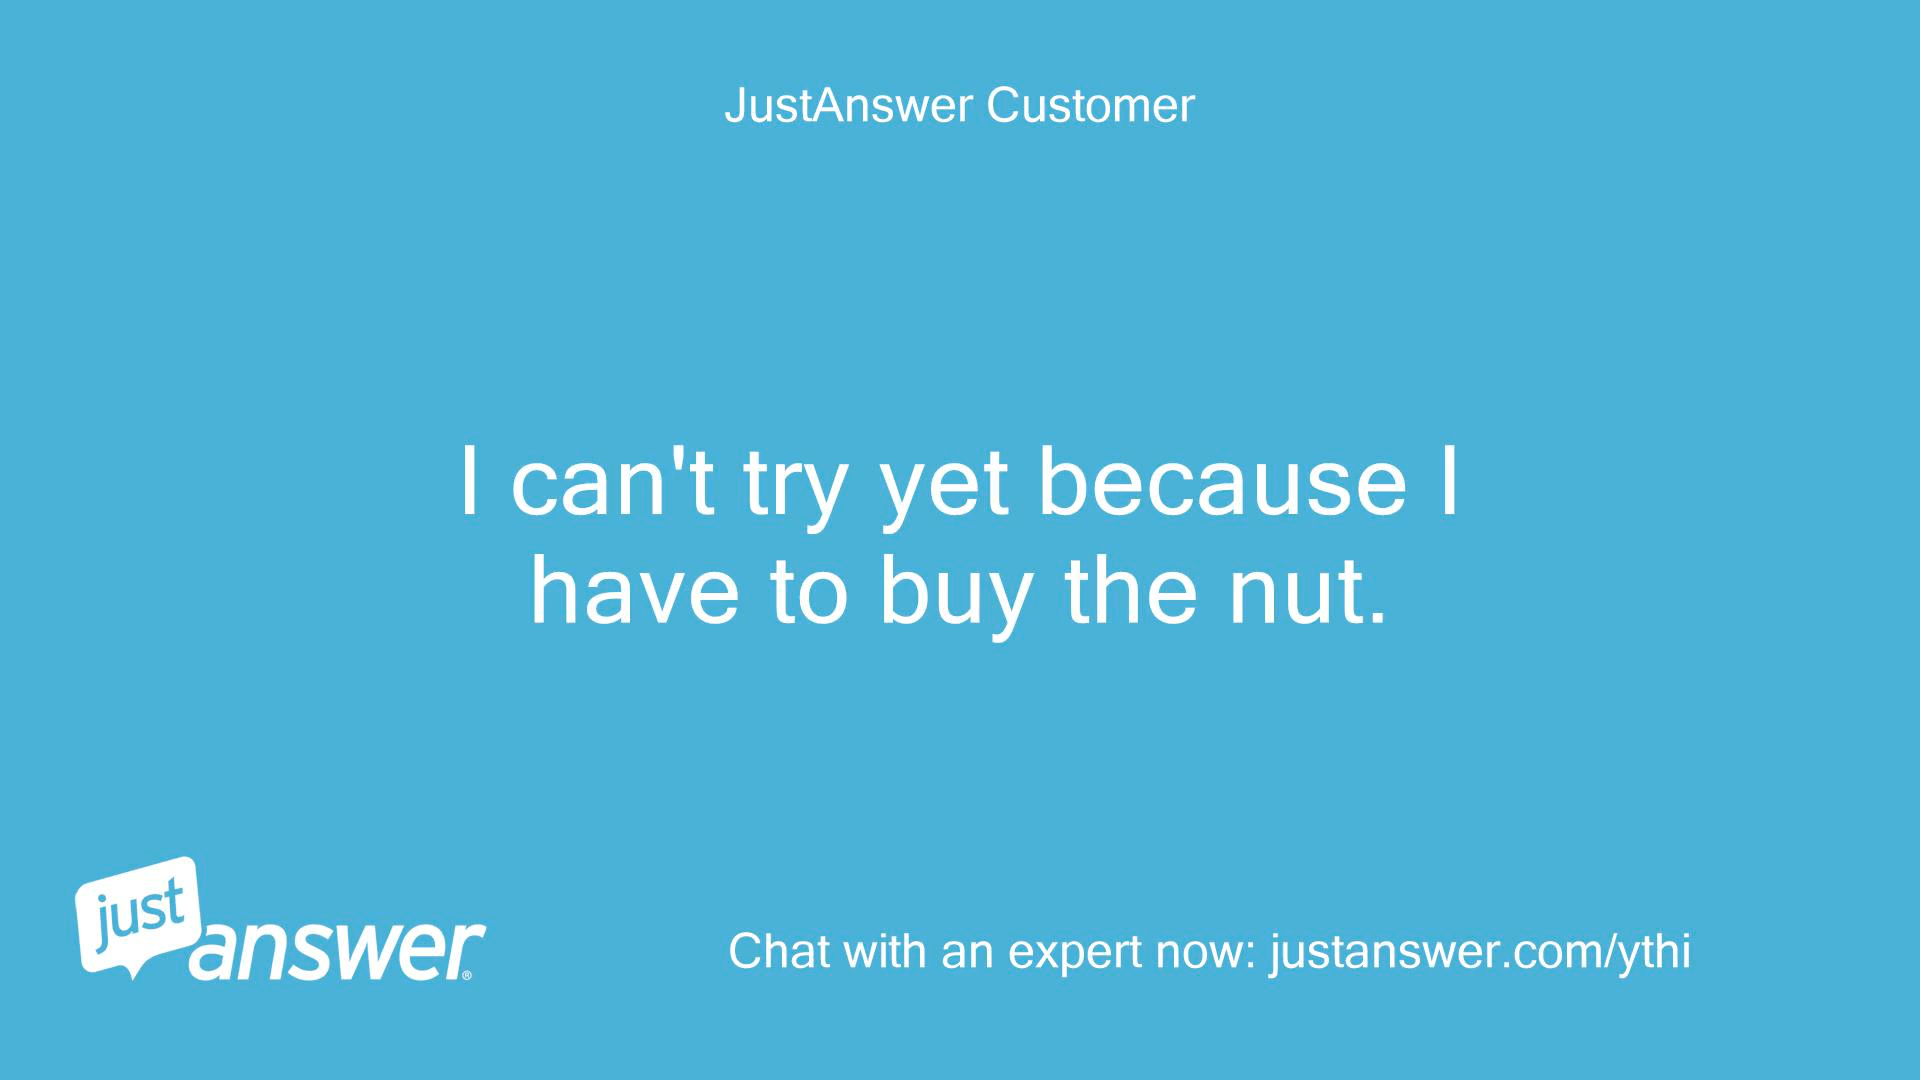 JustAnswer Customer
I can't try yet because I
have to buy the nut.
just
answer®
Chat with an expert now: justanswer.com/ythi